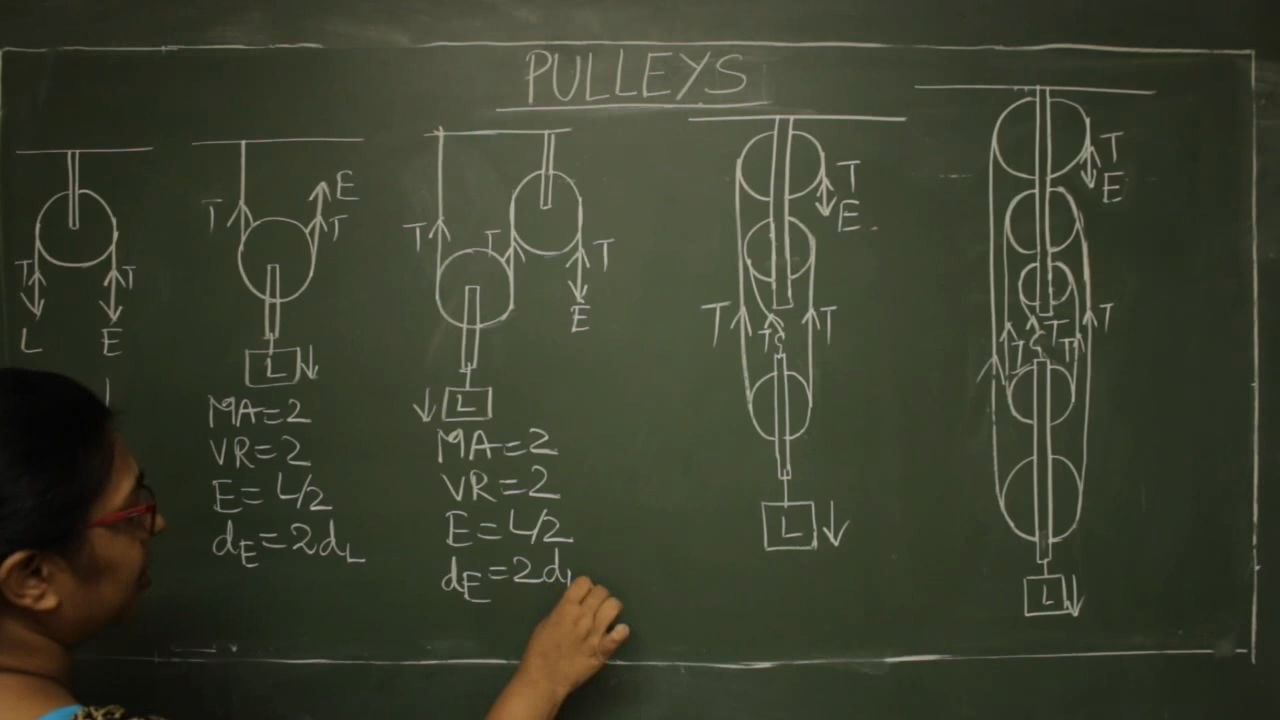 PULLEYS
T T
L E
T T E
L
MA=2
VR=2
E=L/2
dE=2dL
T T T
E
L
MA=2
VR=2
E=L/2
dE=2d
T
E.
T T T
L
T
E
T T T T
L